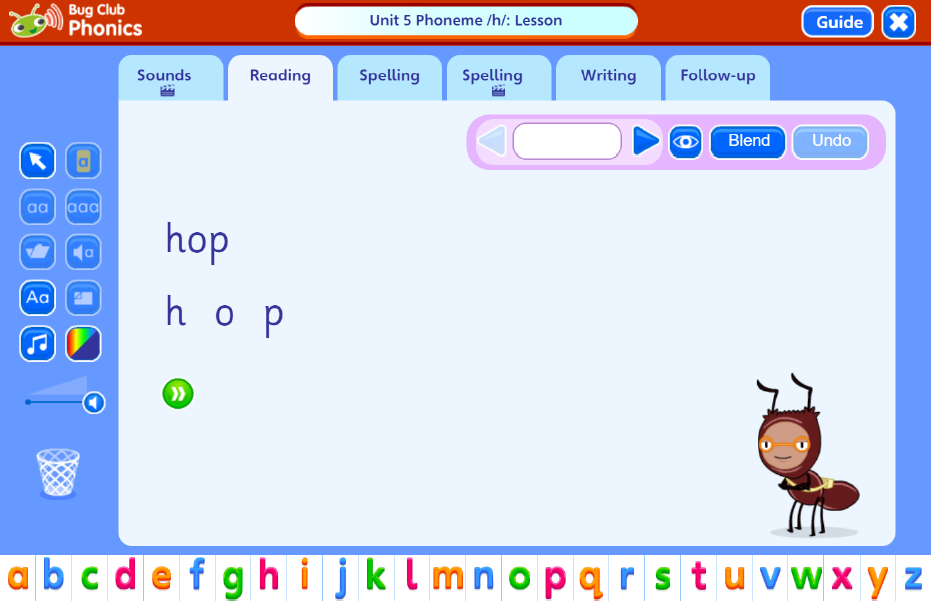 Bug Club
Phonics
Unit 5 Phoneme /h/: Lesson
Guide
Sounds
Reading
Spelling
Spelling
Writing
Follow-up
Blend
Undo
a
aa
aaa
a
Aa
hop
h o p
a b c d e f g h i j k l m n o p q r s t u v w x y z